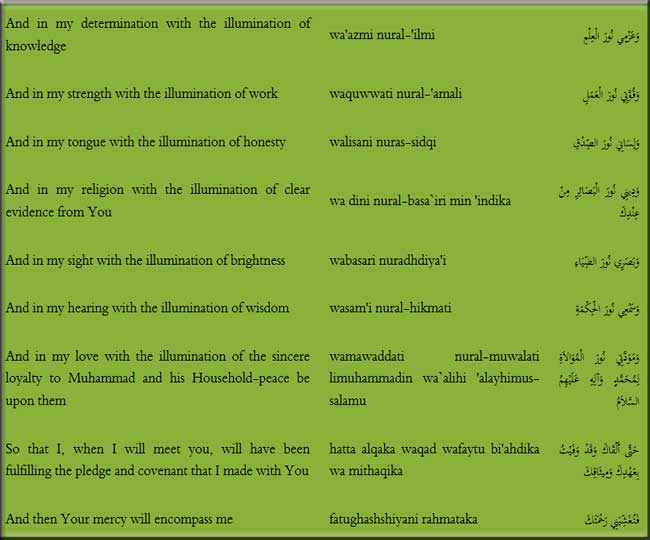 And in my determination with the illumination of
knowledge
wa'azmi nural-'ilmi
وَعَزْمِي نُورَ الْعِلْمِ
And in my strength with the illumination of work
waquwwati nural-'amali
وَقُوَّتِي نُورَ الْعَمَلِ
And in my tongue with the illumination of honesty
walisani nuras-sidqi
وَلِسَانِي نُورَ الصِّدْقِ
And in my religion with the illumination of clear
evidence from You
wa dini nural-basa`iri min 'indika
وَدِينِي نُورَ الْبَصَائِرِ مِنْ
عِنْدِكَ
And in my sight with the illumination of brightness
wabasari nuradhdiya'i
وَبَصَرِي نُورَ الضِّيَاءِ
And in my hearing with the illumination of wisdom
wasam'i nural-hikmati
وَسَمْعِي نُورَ الْحِكْمَةِ
And in my love with the illumination of the sincere
loyalty to Muhammad and his Household-peace be
upon them
wamawaddati nural-muwalati
limuhammadin wa`alihi 'alayhimus-
salamu
وَمَوَدَّتِي نُورَ الْمُوَالاَةِ
لِمُحَمَّدٍ وَآلِهِ عَلَيْهِمُ
السَّلاَمُ
So that I, when I will meet you, will have been
fulfilling the pledge and covenant that I made with You
hatta alqaka waqad wafaytu bi'ahdika
wa mithaqika
حَتَّى أَلْقَاكَ وَقَدْ وَفَيْتُ
بِعَهْدِكَ وَمِيثَاقِكَ
And then Your mercy will encompass me
fatughashshiyani rahmataka
فَتُغَشِّيَنِي رَحْمَتَكَ